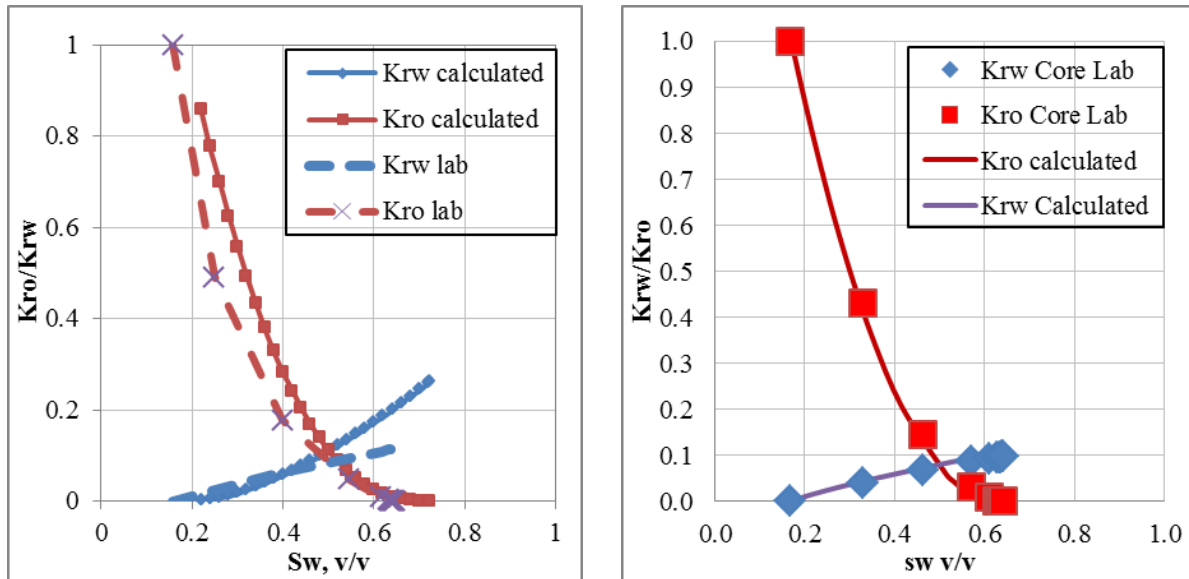 Kro/Krw
1
0.8
0.6
0.4
0.2
0
0
0.2
0.4
0.6
0.8
1
Sw, v/v
Krw calculated
Kro calculated
Krw lab
Kro lab
Krw/Kro
1.0
0.9
0.8
0.7
0.6
0.5
0.4
0.3
0.2
0.1
0.0
0.0
0.2
0.4
0.6
0.8
1.0
sw v/v
Krw Core Lab
Kro Core Lab
Kro calculated
Krw Calculated